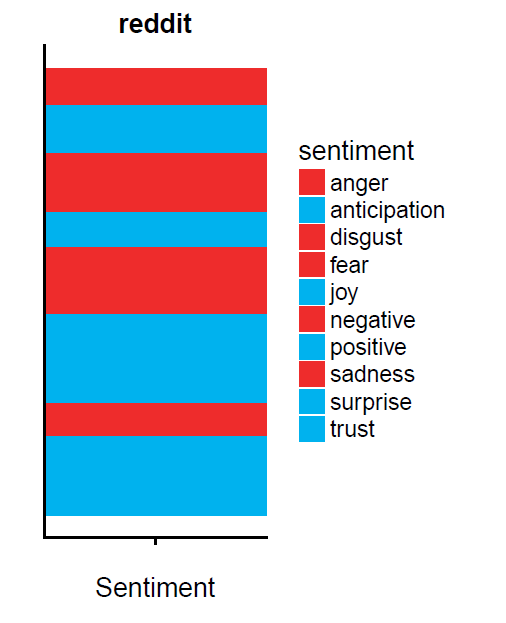 reddit
sentiment
anger
anticipation
disgust
fear
joy
negative
positive
sadness
surprise
trust
Sentiment